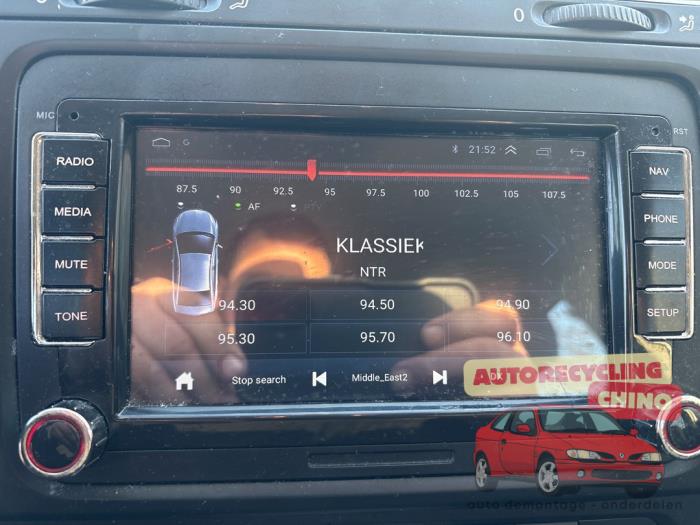 0
0
MIC
RST
RADIO
MEDIA
MUTE
TONE
NAV
PHONE
MODE
SETUP
G
21:52
87.5 90 92.5 95 97.5 100 102.5 105 107.5
AF
KLASSIEK
NTR
94.30 94.50 94.90
95.30 95.70 96.10
Stop search Middle_East2
AUTORECYCLING
CHINO
auto demontage - onderdelen